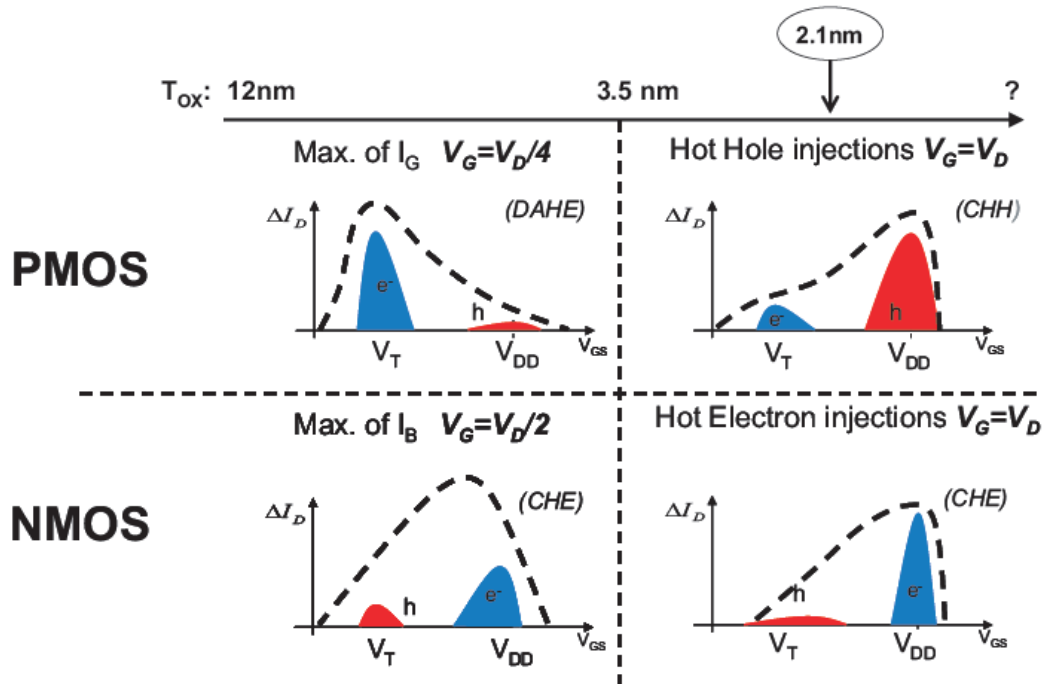 2.1nm
T_OX: 12nm 3.5 nm ?
Max. of I_G V_G=V_D/4
Hot Hole injections V_G=V_D
PMOS
ΔI_D
(DAHE)
e-
h
V_T
V_DD
V_GS
ΔI_D
(CHH)
e-
h
V_T
V_DD
V_GS
Max. of I_B V_G=V_D/2
Hot Electron injections V_G=V_D
NMOS
ΔI_D
(CHE)
h
e-
V_T
V_DD
V_GS
ΔI_D
(CHE)
h
e-
V_T
V_DD
V_GS